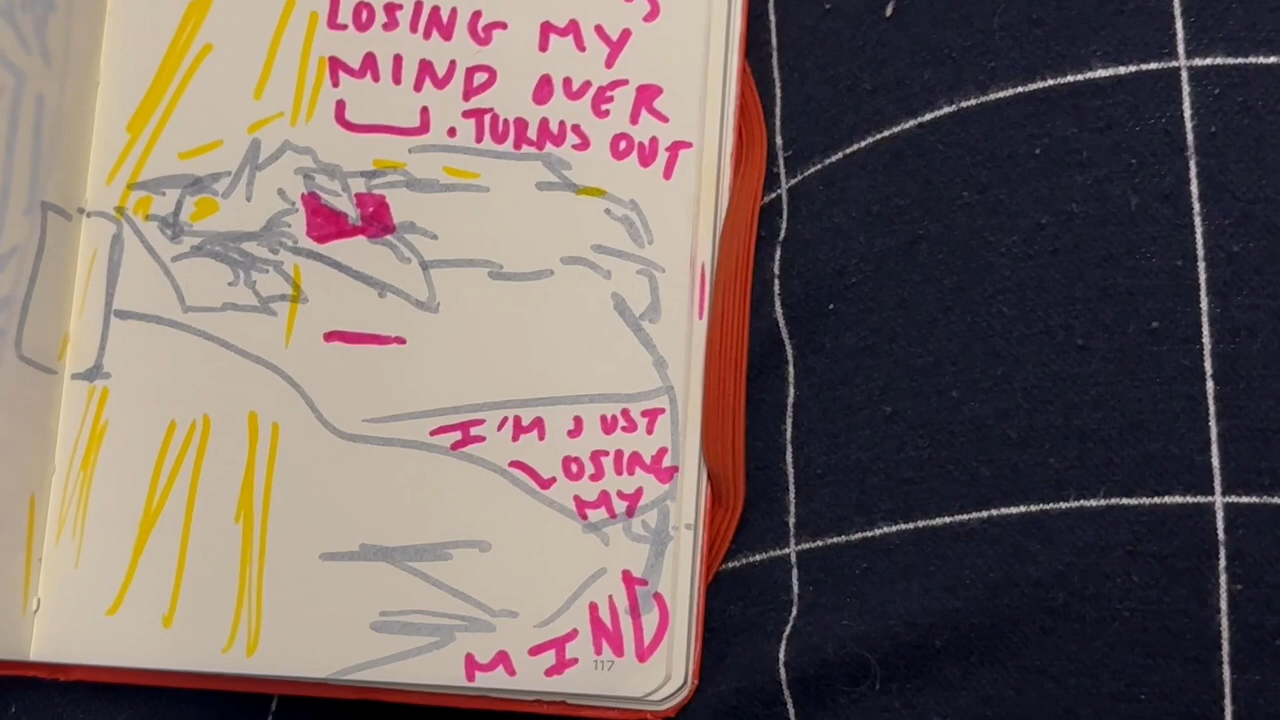 LOSING MY
MIND OVER
. TURNS OUT
I'M JUST
LOSING
MY
MIND
117